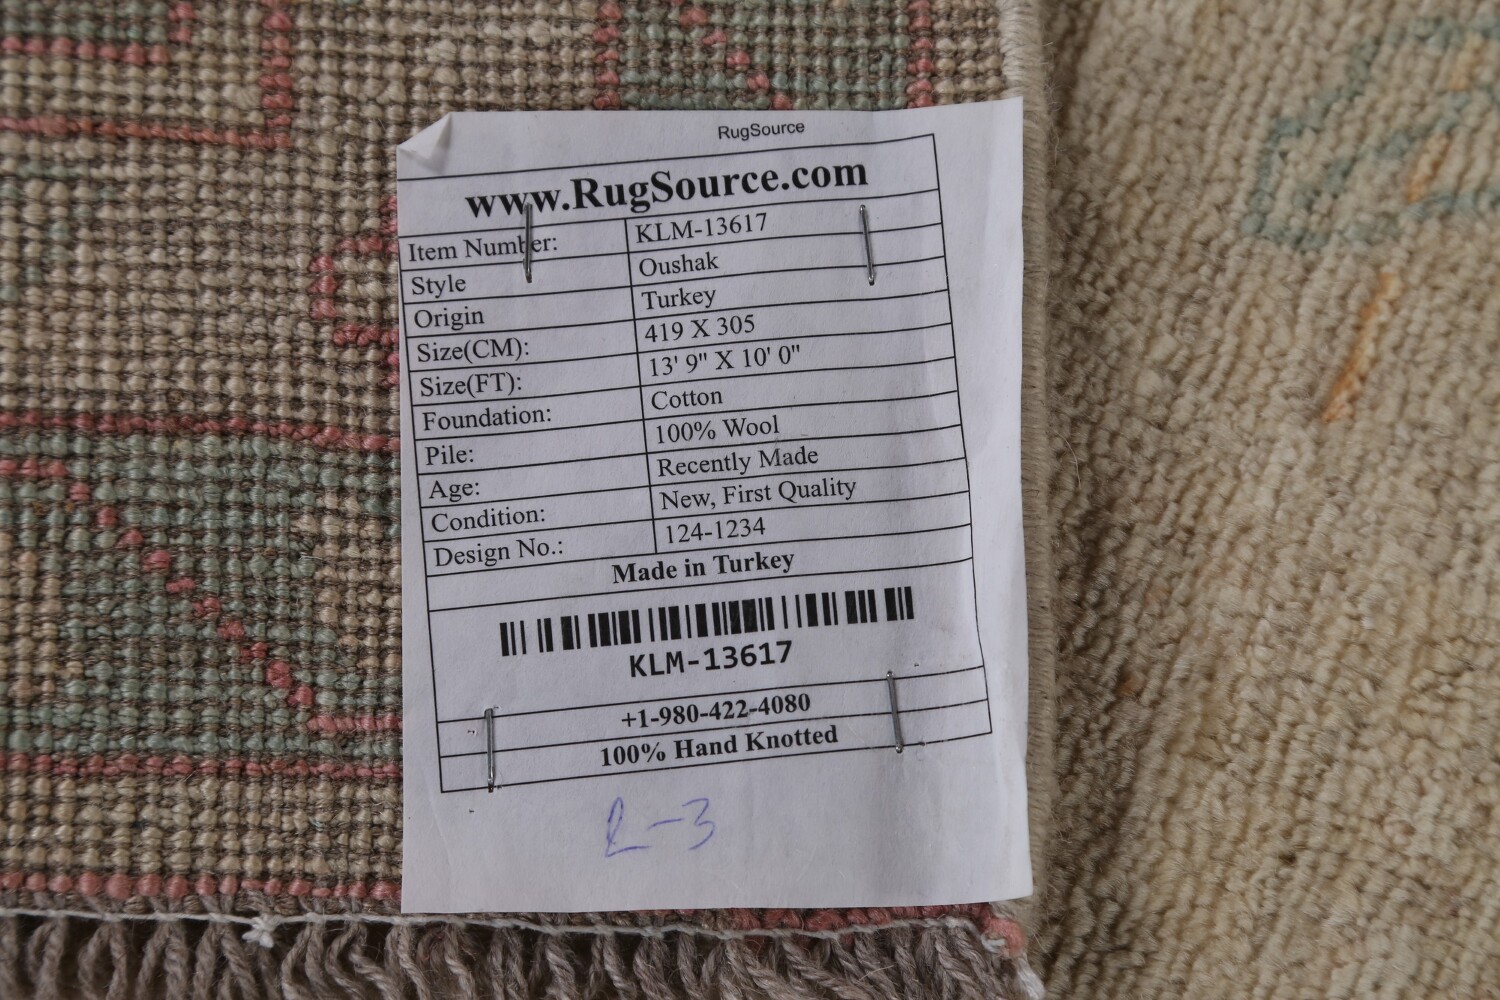 RugSource
www.RugSource.com
Item Number: KLM-13617
Style Oushak
Origin Turkey
Size(CM): 419 X 305
Size(FT): 13' 9" X 10' 0"
Foundation: Cotton
Pile: 100% Wool
Age: Recently Made
Condition: New, First Quality
Design No.: 124-1234
Made in Turkey
KLM-13617
+1-980-422-4080
100% Hand Knotted